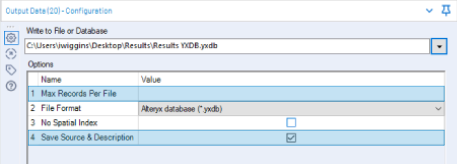 Output Data (20) - Configuration
Write to File or Database
C:\Users\iwiggins\Desktop\Results\Results YXDB.yxdb
Options
Name Value
1 Max Records Per File
2 File Format Alteryx database (*.yxdb)
3 No Spatial Index
4 Save Source & Description